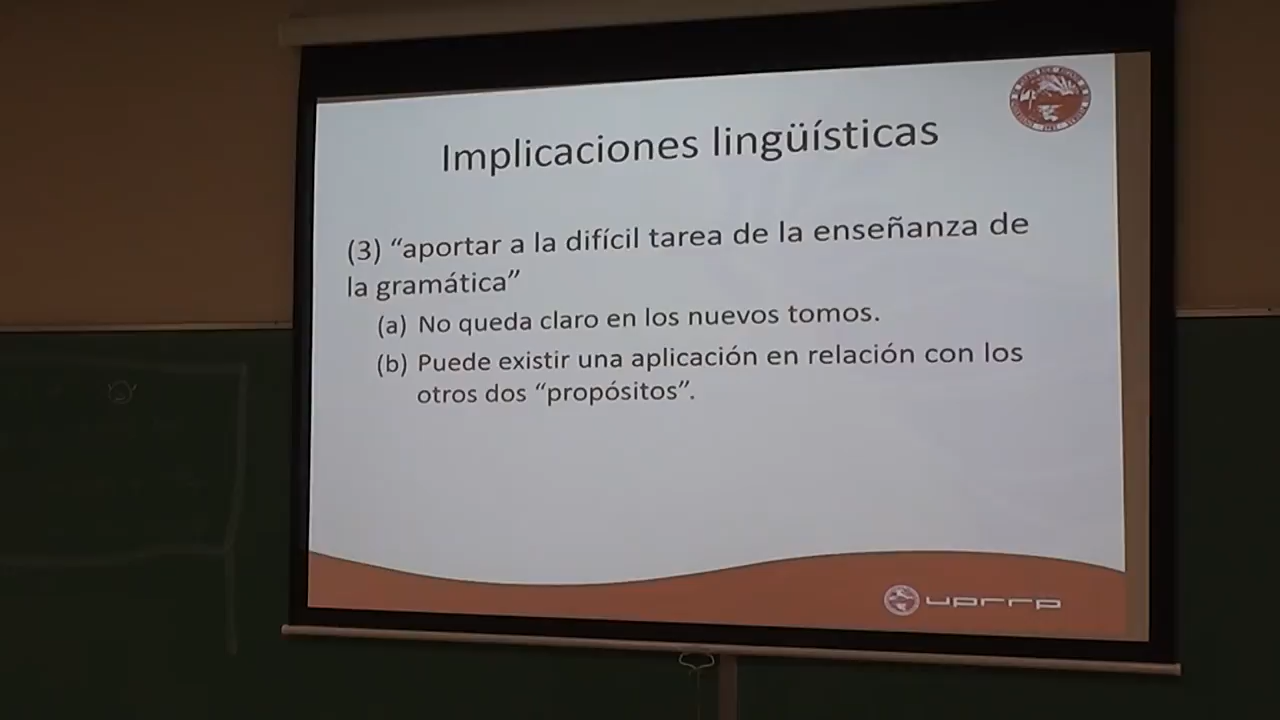 Implicaciones lingüísticas
(3) “aportar a la difícil tarea de la enseñanza de
la gramática”
(a) No queda claro en los nuevos tomos.
(b) Puede existir una aplicación en relación con los
otros dos “propósitos”.
uprrp